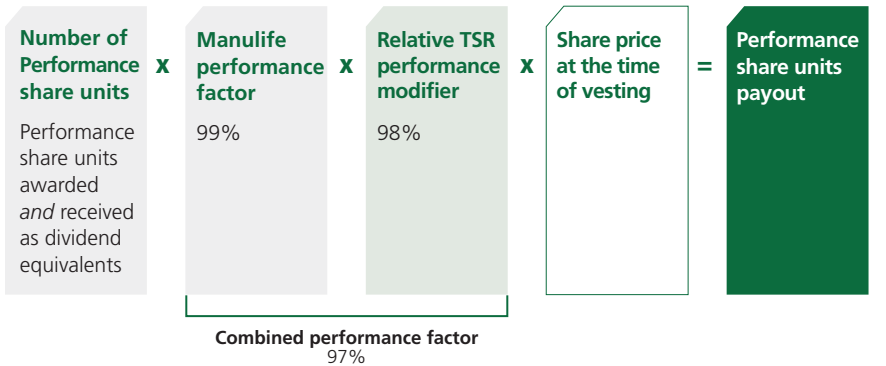 Number of
Performance
share units
Performance
share units
awarded
and received
as dividend
equivalents
x
Manulife
performance
factor
99%
x
Relative TSR
performance
modifier
98%
x
Share price
at the time
of vesting
=
Performance
share units
payout
Combined performance factor
97%